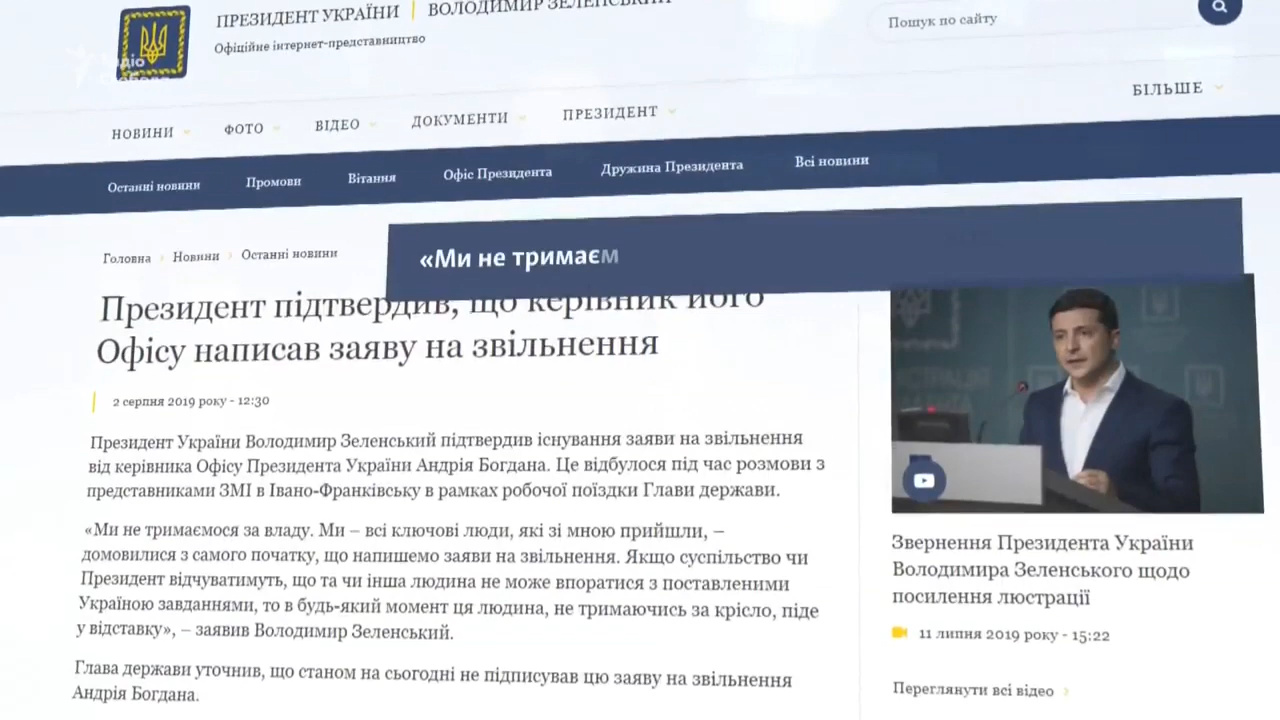 ПРЕЗИДЕНТ УКРАЇНИ
ВОЛОДИМИР ЗЕЛЕНСЬКИЙ
Офіційне інтернет-представництво
Пошук по сайту
НОВИНИ
ФОТО
ВІДЕО
ДОКУМЕНТИ
ПРЕЗИДЕНТ
БІЛЬШЕ
Останні новини
Промови
Вітання
Офіс Президента
Дружина Президента
Всі новини
Головна
Новини
Останні новини
«Ми не тримаєм
Президент підтвердив, що керівник його
Офісу написав заяву на звільнення
2 серпня 2019 року - 12:30
Президент України Володимир Зеленський підтвердив існування заяви на звільнення
від керівника Офісу Президента України Андрія Богдана. Це відбулося під час розмови з
представниками ЗМІ в Івано-Франківську в рамках робочої поїздки Глави держави.
«Ми не тримаємося за владу. Ми – всі ключові люди, які зі мною прийшли, –
домовилися з самого початку, що напишемо заяви на звільнення. Якщо суспільство чи
Президент відчуватимуть, що та чи інша людина не може впоратися з поставленими
Україною завданнями, то в будь-який момент ця людина, не тримаючись за крісло, піде
у відставку», – заявив Володимир Зеленський.
Глава держави уточнив, що станом на сьогодні не підписував цю заяву на звільнення
Андрія Богдана.
Звернення Президента України
Володимира Зеленського щодо
посилення люстрації
11 липня 2019 року - 15:22
Переглянути всі відео